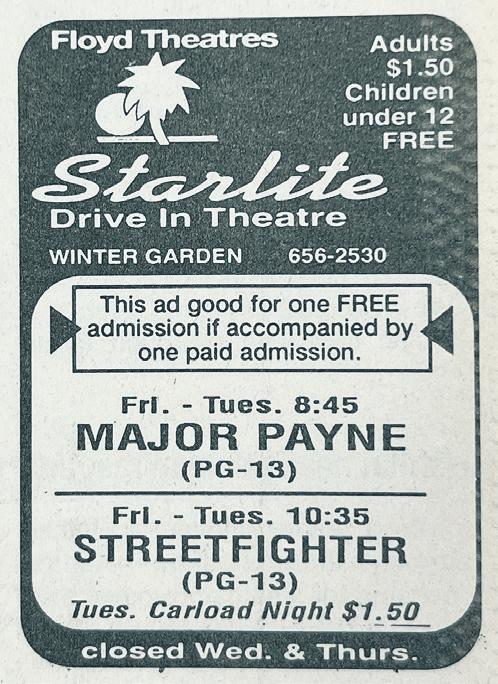 Floyd Theatres
Adults
$1.50
Children
under 12
FREE
Starlite
Drive In Theatre
WINTER GARDEN 656-2530
This ad good for one FREE
admission if accompanied by
one paid admission.
Fri. - Tues. 8:45
MAJOR PAYNE
(PG-13)
Fri. - Tues. 10:35
STREETFIGHTER
(PG-13)
Tues. Carload Night $1.50
closed Wed. & Thurs.